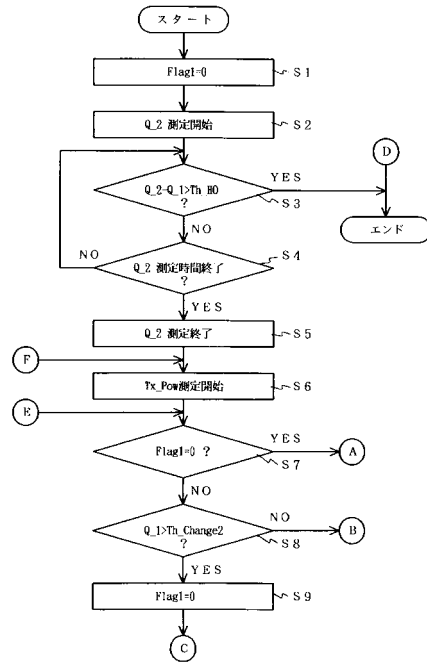 スタート
Flag1=0
S1
Q_2 測定開始
S2
D
Q_2-Q_1>Th_HO
?
YES
S3
エンド
NO
NO
Q_2 測定時間終了
?
S4
YES
Q_2 測定終了
S5
F
Tx_Pow測定開始
S6
E
Flag1=0 ?
YES
A
S7
NO
Q_1>Th_Change2
?
NO
B
S8
YES
Flag1=0
S9
C